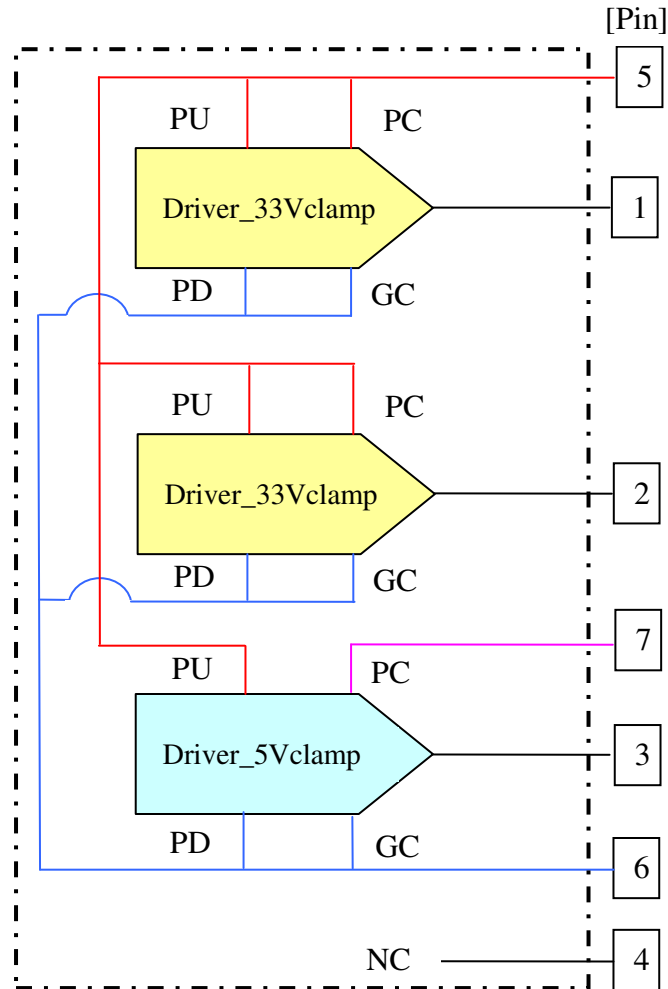 [Pin]
5
PU PC
Driver_33Vclamp
1
PD GC
PU PC
Driver_33Vclamp
2
PD GC
7
PU PC
Driver_5Vclamp
3
PD GC
6
NC
4